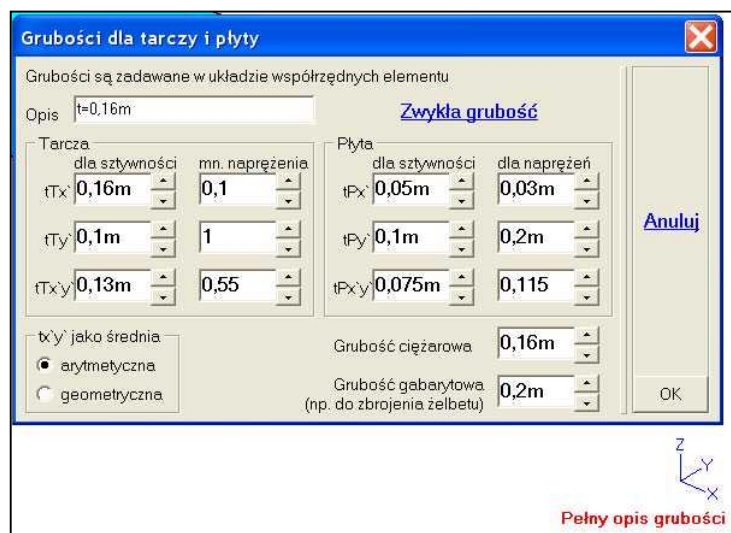 Grubości dla tarczy i płyty
Grubości są zadawane w układzie współrzędnych elementu
Opis t=0,16m Zwykła grubość
Tarcza
dla sztywności mn. naprężenia
tTx` 0,16m 0,1
tTy` 0,1m 1
tTx`y` 0,13m 0,55
Płyta
dla sztywności dla naprężeń
tPx` 0,05m 0,03m
tPy` 0,1m 0,2m
tPx`y` 0,075m 0,115
Anuluj
tx`y` jako średnia
arytmetyczna
geometryczna
Grubość ciężarowa 0,16m
Grubość gabarytowa
(np. do zbrojenia żelbetu) 0,2m
OK
Z
Y
X
Pełny opis grubości